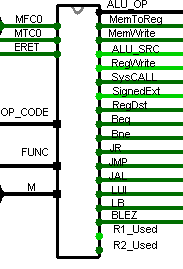 ALU_OP
MFC0
MemToReq
MTC0
MemWrite
ERET
ALU_SRC
RegWrite
SysCALL
SignedExt
OP_CODE
RegDst
Beq
Bne
FUNC
JR
JMP
JAL
M
LUI
LB
BLEZ
R1_Used
R2_Used